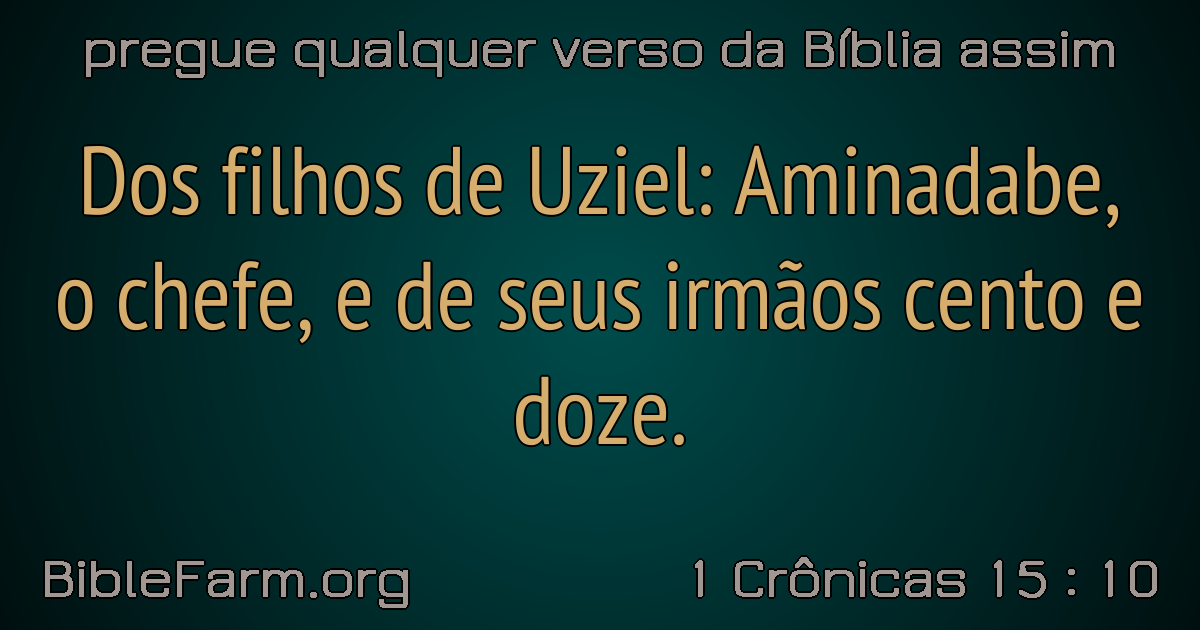 pregue qualquer verso da Bíblia assim
Dos filhos de Uziel: Aminadabe,
o chefe, e de seus irmãos cento e
doze.
BibleFarm.org
1 Crônicas 15 : 10